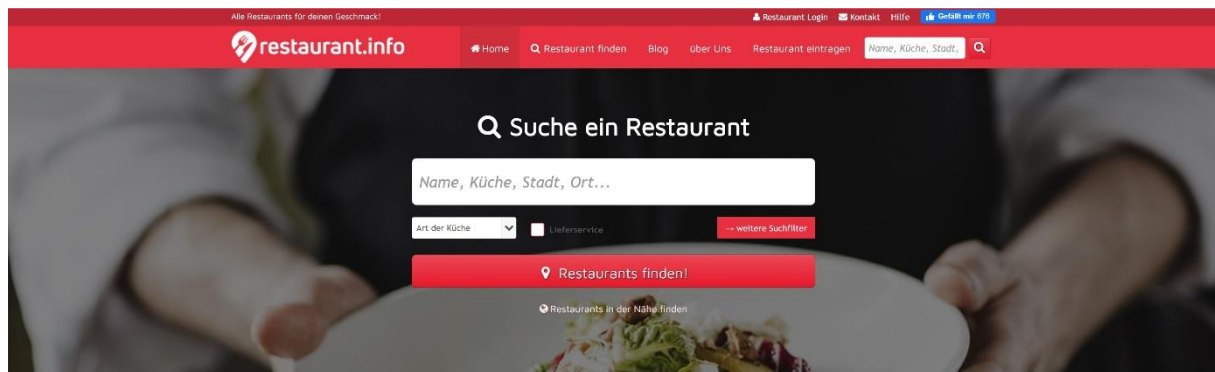 Alle Restaurants für deinen Geschmack!
Restaurant Login Kontakt Hilfe Gefällt mir 676
restaurant.info
Home Restaurant finden Blog Über Uns Restaurant eintragen Name, Küche, Stadt,
Suche ein Restaurant
Name, Küche, Stadt, Ort...
Art der Küche Lieferservice → weitere Suchfilter
Restaurants finden!
Restaurants in der Nähe finden